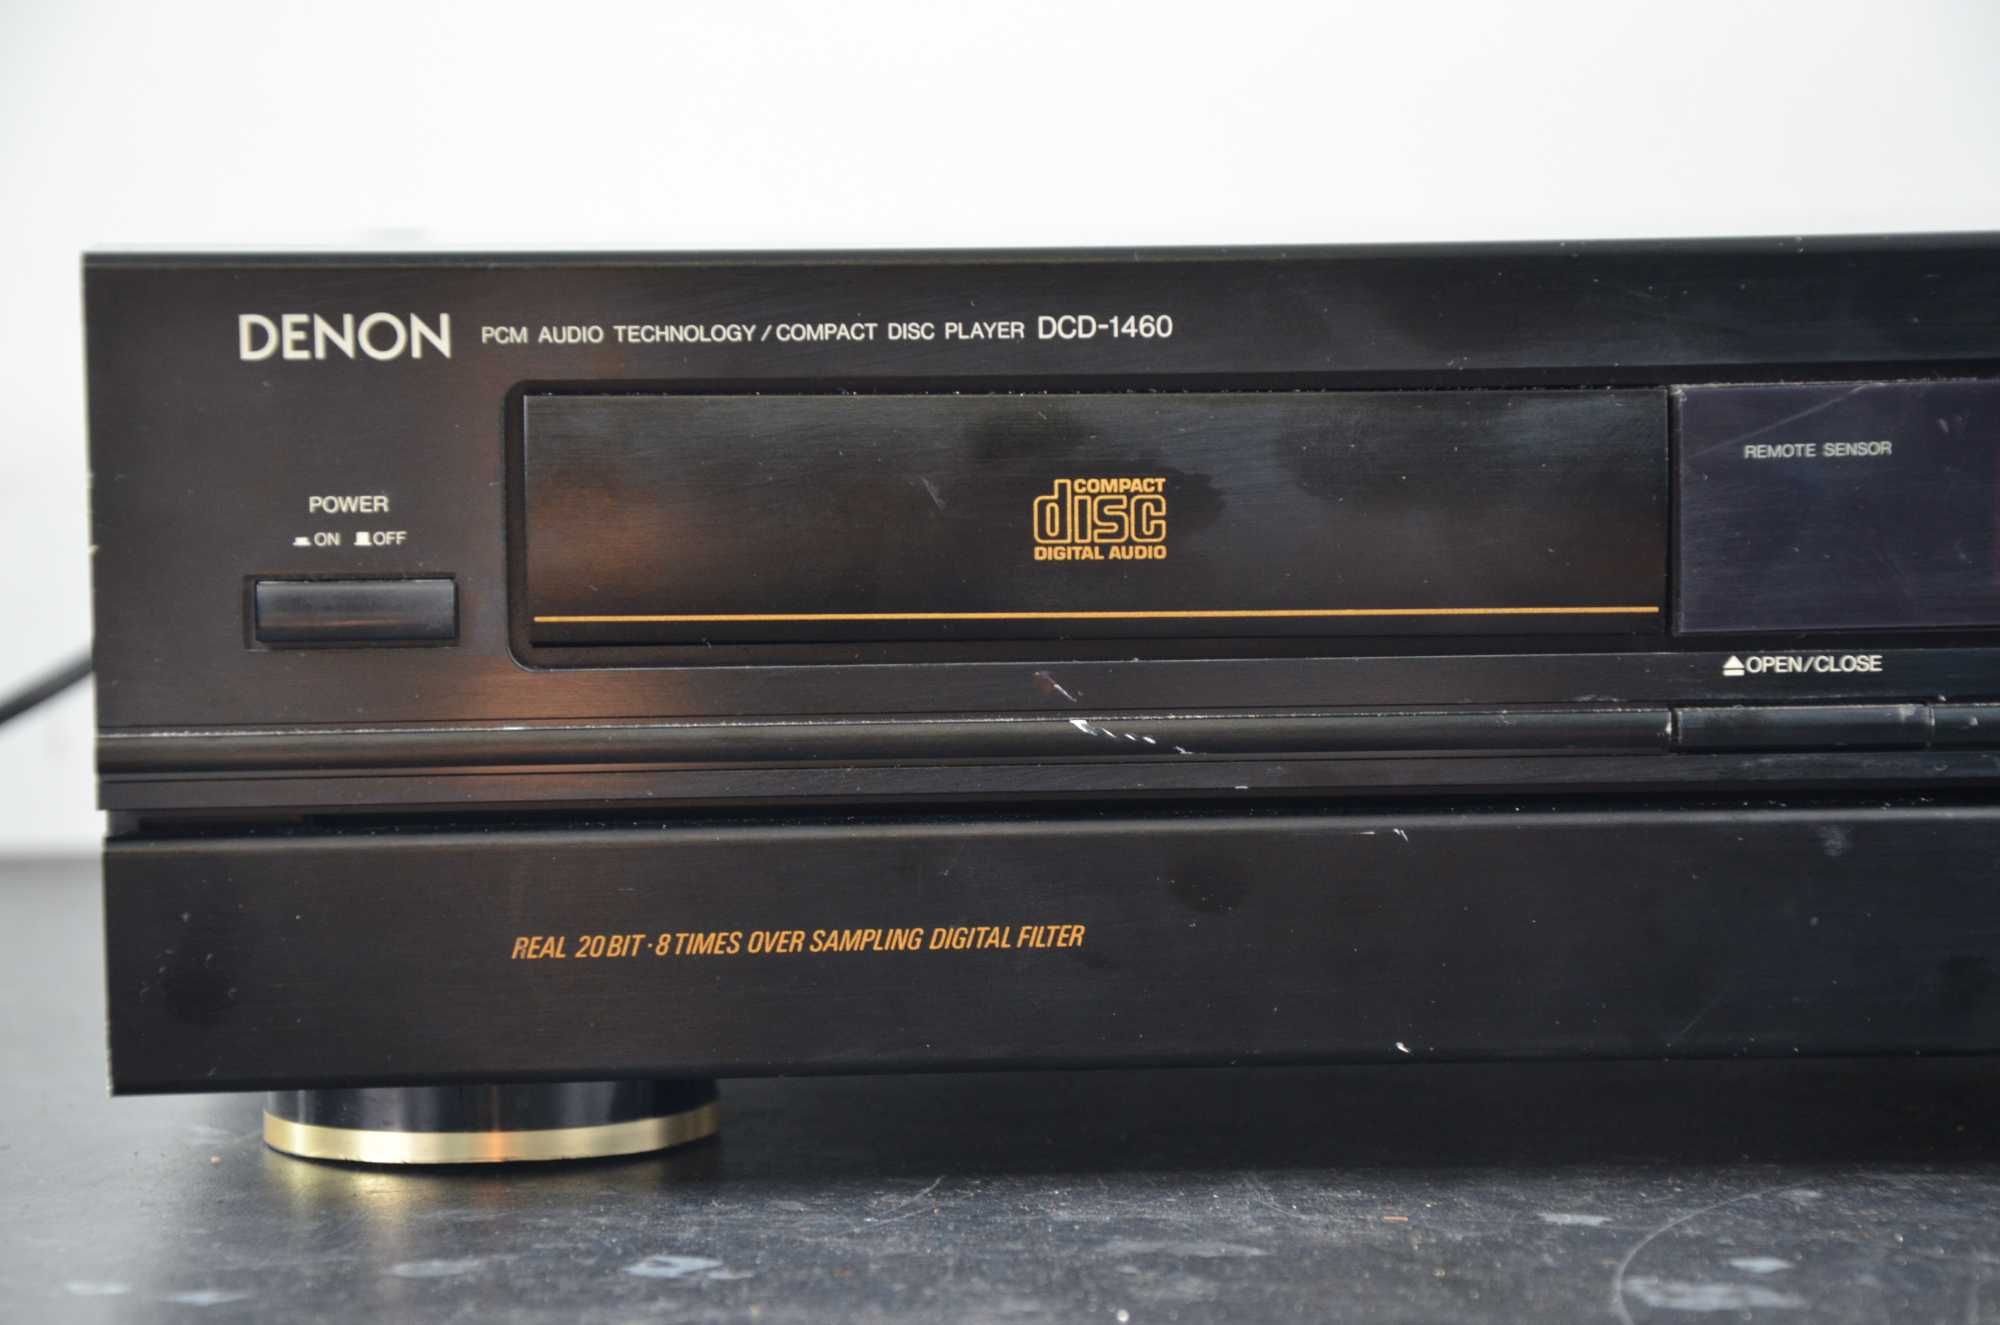 DENON PCM AUDIO TECHNOLOGY/COMPACT DISC PLAYER DCD-1460
REMOTE SENSOR
POWER
ON OFF
COMPACT
disc
DIGITAL AUDIO
OPEN/CLOSE
REAL 20 BIT·8 TIMES OVER SAMPLING DIGITAL FILTER